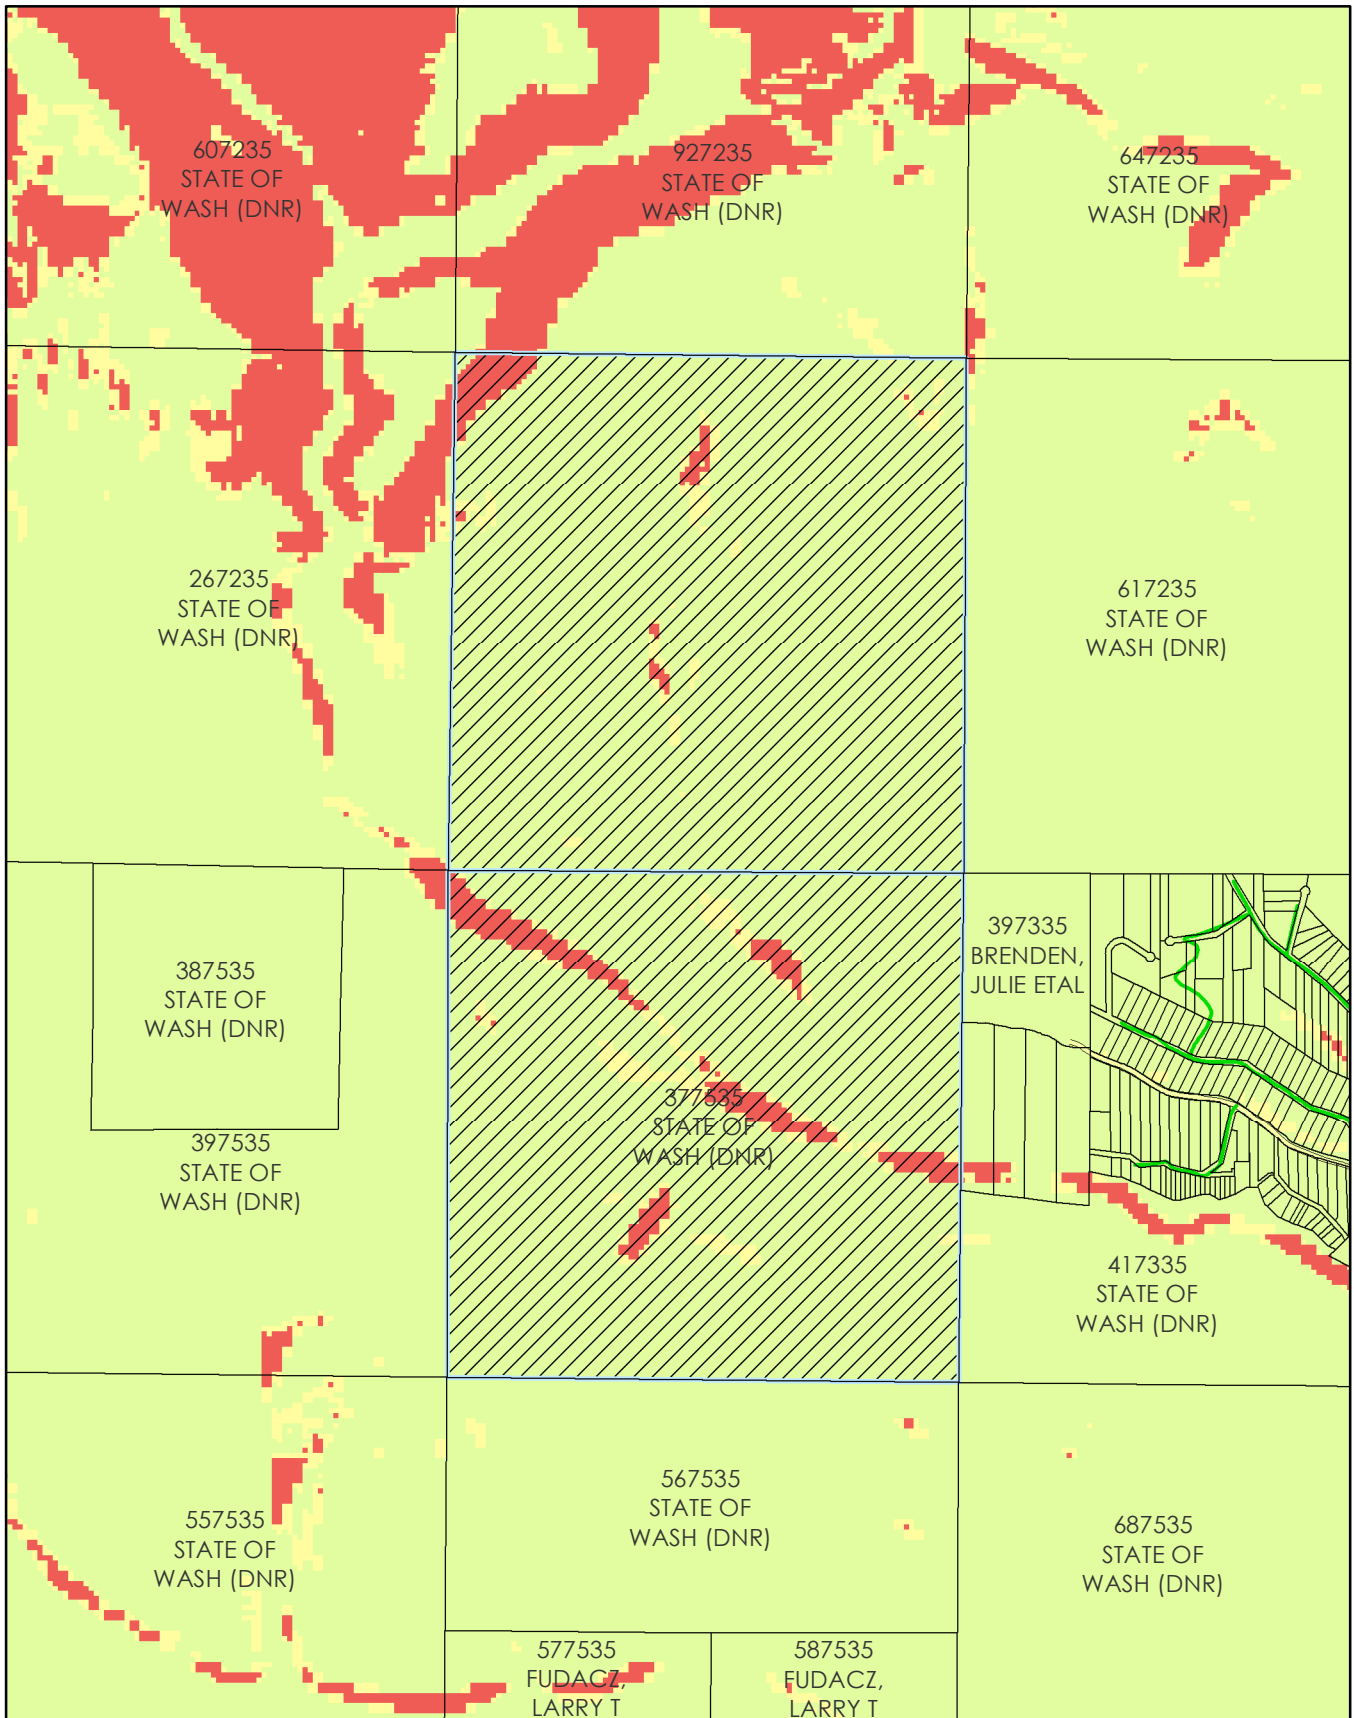 607235
STATE OF
WASH (DNR)
927235
STATE OF
WASH (DNR)
647235
STATE OF
WASH (DNR)
267235
STATE OF
WASH (DNR)
617235
STATE OF
WASH (DNR)
397335
BRENDEN,
JULIE ETAL
387535
STATE OF
WASH (DNR)
377535
STATE OF
WASH (DNR)
397535
STATE OF
WASH (DNR)
417335
STATE OF
WASH (DNR)
567535
STATE OF
WASH (DNR)
557535
STATE OF
WASH (DNR)
687535
STATE OF
WASH (DNR)
577535
FUDACZ,
LARRY T
587535
FUDACZ,
LARRY T